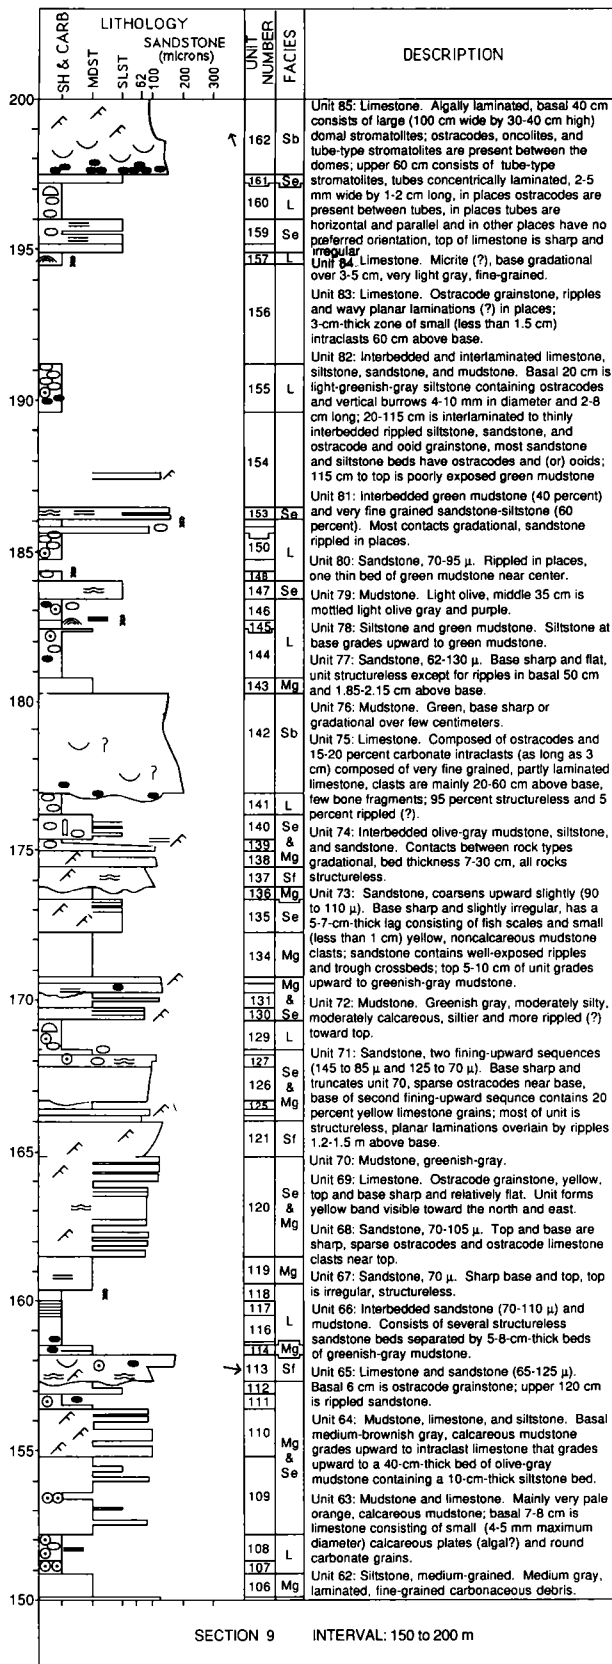 LITHOLOGY
SANDSTONE
(microns)
SH & CARB
MDST
SLST
62
100
200
300
UNIT
NUMBER
FACIES
DESCRIPTION
200
195
190
185
180
175
170
165
160
155
150
162 Sb
161 Se
160 L
159 Se
157 L
156
155 L
154
153 Se
150 L
148
147 Se
146
145 L
144
143 Mg
142 Sb
141 L
140 Se
139 &
138 Mg
137 Sf
136 Mg
135 Se
134 Mg
Mg
131 &
130 Se
129 L
127 Se
126 &
125 Mg
121 Sf
120 Se & Mg
119 Mg
118
117 L
116
114 Mg
113 Sf
112
111
110 Mg
& Se
109
108 L
107
106 Mg
?
?
Unit 85: Limestone. Algally laminated, basal 40 cm
consists of large (100 cm wide by 30-40 cm high)
domal stromatolites; ostracodes, oncolites, and
tube-type stromatolites are present between the
domes; upper 60 cm consists of tube-type
stromatolites, tubes concentrically laminated, 2-5
mm wide by 1-2 cm long, in places ostracodes are
present between tubes, in places tubes are
horizontal and parallel and in other places have no
preferred orientation, top of limestone is sharp and
irregular
Unit 84. Limestone. Micrite (?), base gradational
over 3-5 cm, very light gray, fine-grained.
Unit 83: Limestone. Ostracode grainstone, ripples
and wavy planar laminations (?) in places;
3-cm-thick zone of small (less than 1.5 cm)
intraclasts 60 cm above base.
Unit 82: Interbedded and interlaminated limestone,
siltstone, sandstone, and mudstone. Basal 20 cm is
light-greenish-gray siltstone containing ostracodes
and vertical burrows 4-10 mm in diameter and 2-8
cm long; 20-115 cm is interlaminated to thinly
interbedded rippled siltstone, sandstone, and
ostracode and ooid grainstone, most sandstone
and siltstone beds have ostracodes and (or) ooids;
115 cm to top is poorly exposed green mudstone
Unit 81: Interbedded green mudstone (40 percent)
and very fine grained sandstone-siltstone (60
percent). Most contacts gradational, sandstone
rippled in places.
Unit 80: Sandstone, 70-95 µ. Rippled in places,
one thin bed of green mudstone near center.
Unit 79: Mudstone. Light olive, middle 35 cm is
mottled light olive gray and purple.
Unit 78: Siltstone and green mudstone. Siltstone at
base grades upward to green mudstone.
Unit 77: Sandstone, 62-130 µ. Base sharp and flat,
unit structureless except for ripples in basal 50 cm
and 1.85-2.15 cm above base.
Unit 76: Mudstone. Green, base sharp or
gradational over few centimeters.
Unit 75: Limestone. Composed of ostracodes and
15-20 percent carbonate intraclasts (as long as 3
cm) composed of very fine grained, partly laminated
limestone, clasts are mainly 20-60 cm above base,
few bone fragments; 95 percent structureless and 5
percent rippled (?).
Unit 74: Interbedded olive-gray mudstone, siltstone,
and sandstone. Contacts between rock types
gradational, bed thickness 7-30 cm, all rocks
structureless.
Unit 73: Sandstone, coarsens upward slightly (90
to 110 µ). Base sharp and slightly irregular, has a
5-7-cm-thick lag consisting of fish scales and small
(less than 1 cm) yellow, noncalcareous mudstone
clasts; sandstone contains well-exposed ripples
and trough crossbeds; top 5-10 cm of unit grades
upward to greenish-gray mudstone.
Unit 72: Mudstone. Greenish gray, moderately silty,
moderately calcareous, siltier and more rippled (?)
toward top.
Unit 71: Sandstone, two fining-upward sequences
(145 to 85 µ and 125 to 70 µ). Base sharp and
truncates unit 70, sparse ostracodes near base,
base of second fining-upward sequnce contains 20
percent yellow limestone grains; most of unit is
structureless, planar laminations overlain by ripples
1.2-1.5 m above base.
Unit 70: Mudstone, greenish-gray.
Unit 69: Limestone. Ostracode grainstone, yellow,
top and base sharp and relatively flat. Unit forms
yellow band visible toward the north and east.
Unit 68: Sandstone, 70-105 µ. Top and base are
sharp, sparse ostracodes and ostracode limestone
clasts near top.
Unit 67: Sandstone, 70 µ. Sharp base and top, top
is irregular, structureless.
Unit 66: Interbedded sandstone (70-110 µ) and
mudstone. Consists of several structureless
sandstone beds separated by 5-8-cm-thick beds
of greenish-gray mudstone.
Unit 65: Limestone and sandstone (65-125 µ).
Basal 6 cm is ostracode grainstone; upper 120 cm
is rippled sandstone.
Unit 64: Mudstone, limestone, and siltstone. Basal
medium-brownish gray, calcareous mudstone
grades upward to intraclast limestone that grades
upward to a 40-cm-thick bed of olive-gray
mudstone containing a 10-cm-thick siltstone bed.
Unit 63: Mudstone and limestone. Mainly very pale
orange, calcareous mudstone; basal 7-8 cm is
limestone consisting of small (4-5 mm maximum
diameter) calcareous plates (algal?) and round
carbonate grains.
Unit 62: Siltstone, medium-grained. Medium gray,
laminated, fine-grained carbonaceous debris.
SECTION 9 INTERVAL: 150 to 200 m